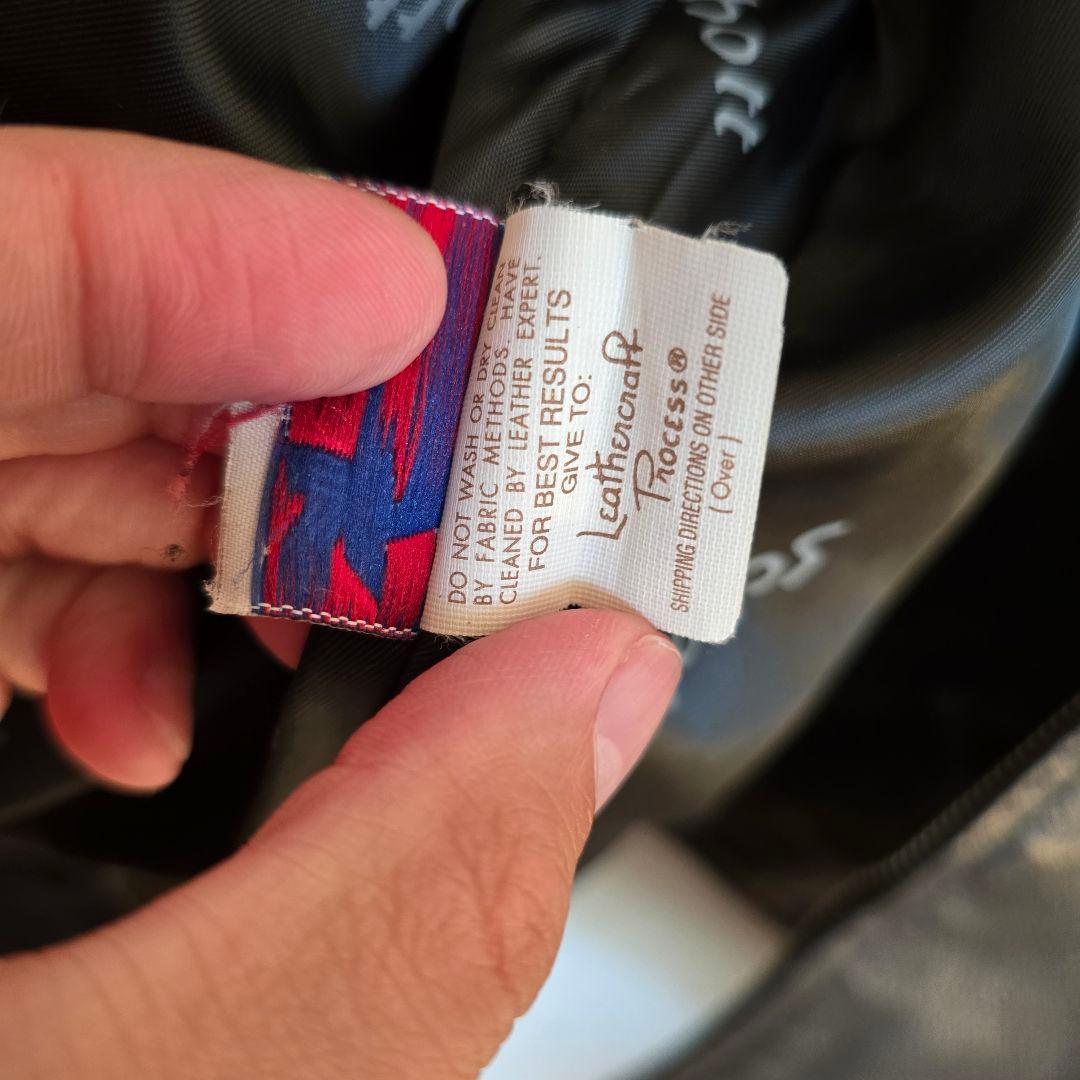 DO NOT WASH OR DRY CLEAN
BY FABRIC METHODS. HAVE
CLEANED BY LEATHER EXPERT.
FOR BEST RESULTS
GIVE TO:
Leathercraft
Process®
SHIPPING DIRECTIONS ON OTHER SIDE
(Over)